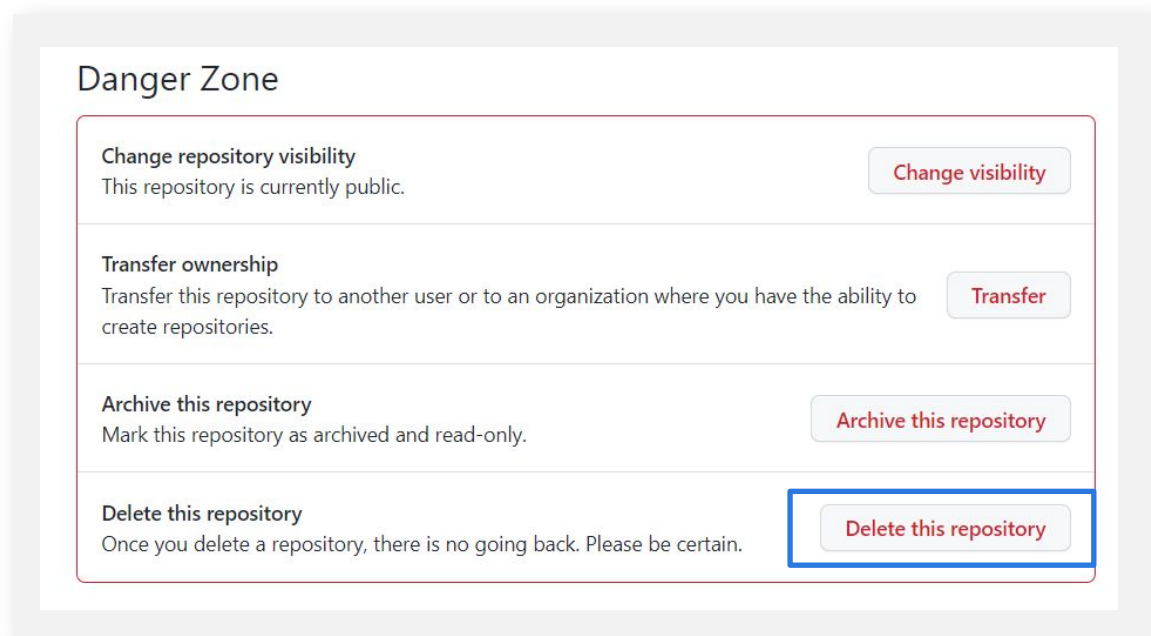 Danger Zone
Change repository visibility
This repository is currently public.
Change visibility
Transfer ownership
Transfer this repository to another user or to an organization where you have the ability to
create repositories.
Transfer
Archive this repository
Mark this repository as archived and read-only.
Archive this repository
Delete this repository
Once you delete a repository, there is no going back. Please be certain.
Delete this repository